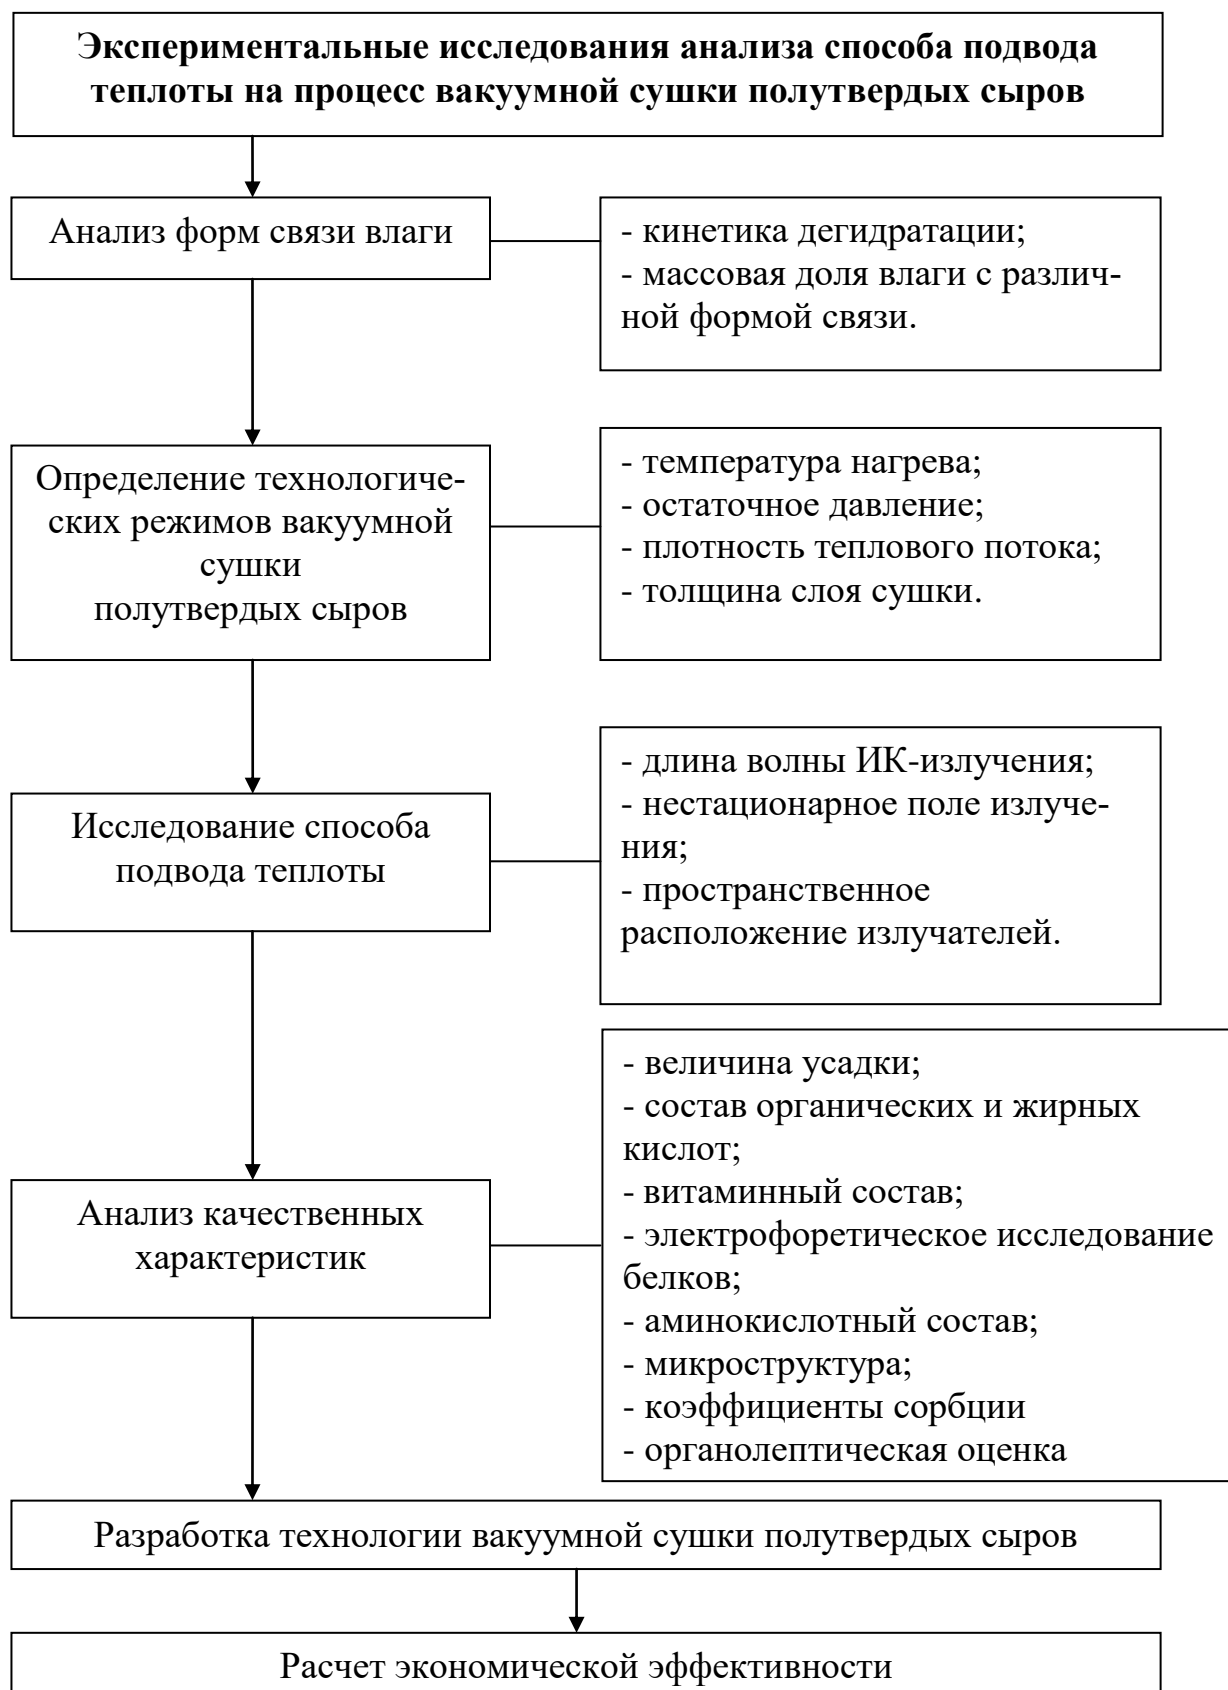 Экспериментальные исследования анализа способа подвода
теплоты на процесс вакуумной сушки полутвердых сыров
Анализ форм связи влаги
- кинетика дегидратации;
- массовая доля влаги с различ-
ной формой связи.
Определение технологиче-
ских режимов вакуумной
сушки
полутвердых сыров
- температура нагрева;
- остаточное давление;
- плотность теплового потока;
- толщина слоя сушки.
Исследование способа
подвода теплоты
- длина волны ИК-излучения;
- нестационарное поле излуче-
ния;
- пространственное
расположение излучателей.
Анализ качественных
характеристик
- величина усадки;
- состав органических и жирных
кислот;
- витаминный состав;
- электрофоретическое исследование
белков;
- аминокислотный состав;
- микроструктура;
- коэффициенты сорбции
- органолептическая оценка
Разработка технологии вакуумной сушки полутвердых сыров
Расчет экономической эффективности